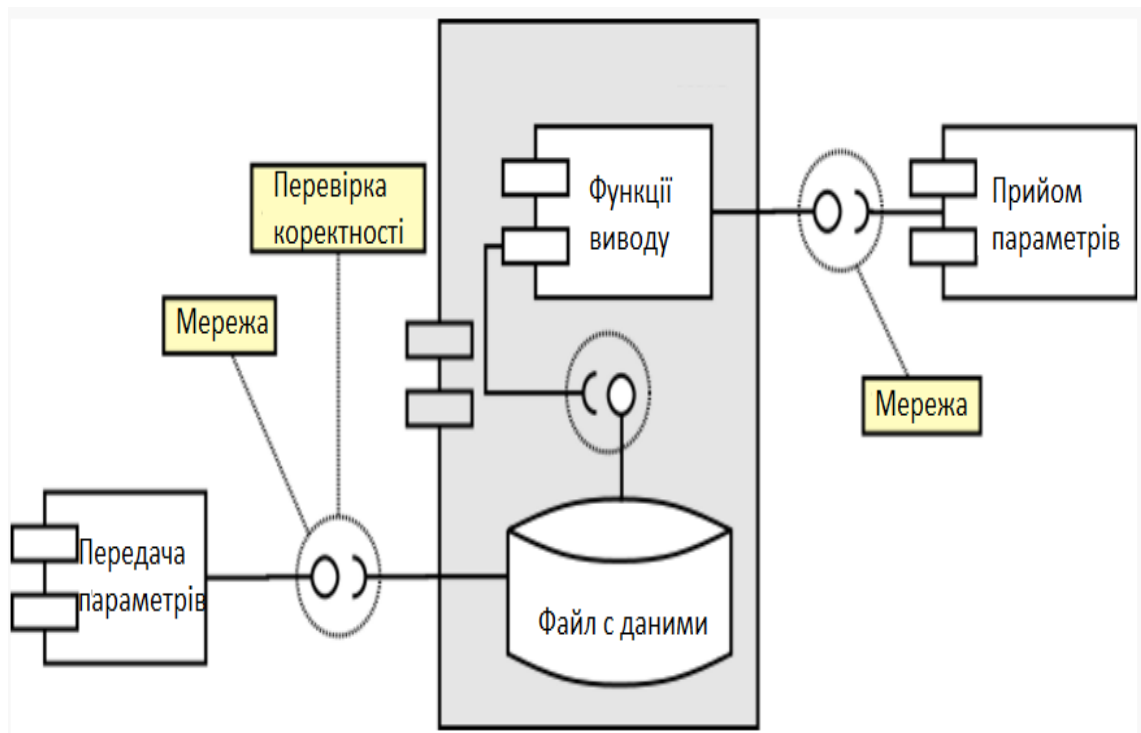 Функції
виводу
Прийом
параметрів
Перевірка
коректності
Мережа
Мережа
Передача
параметрів
Файл с даними